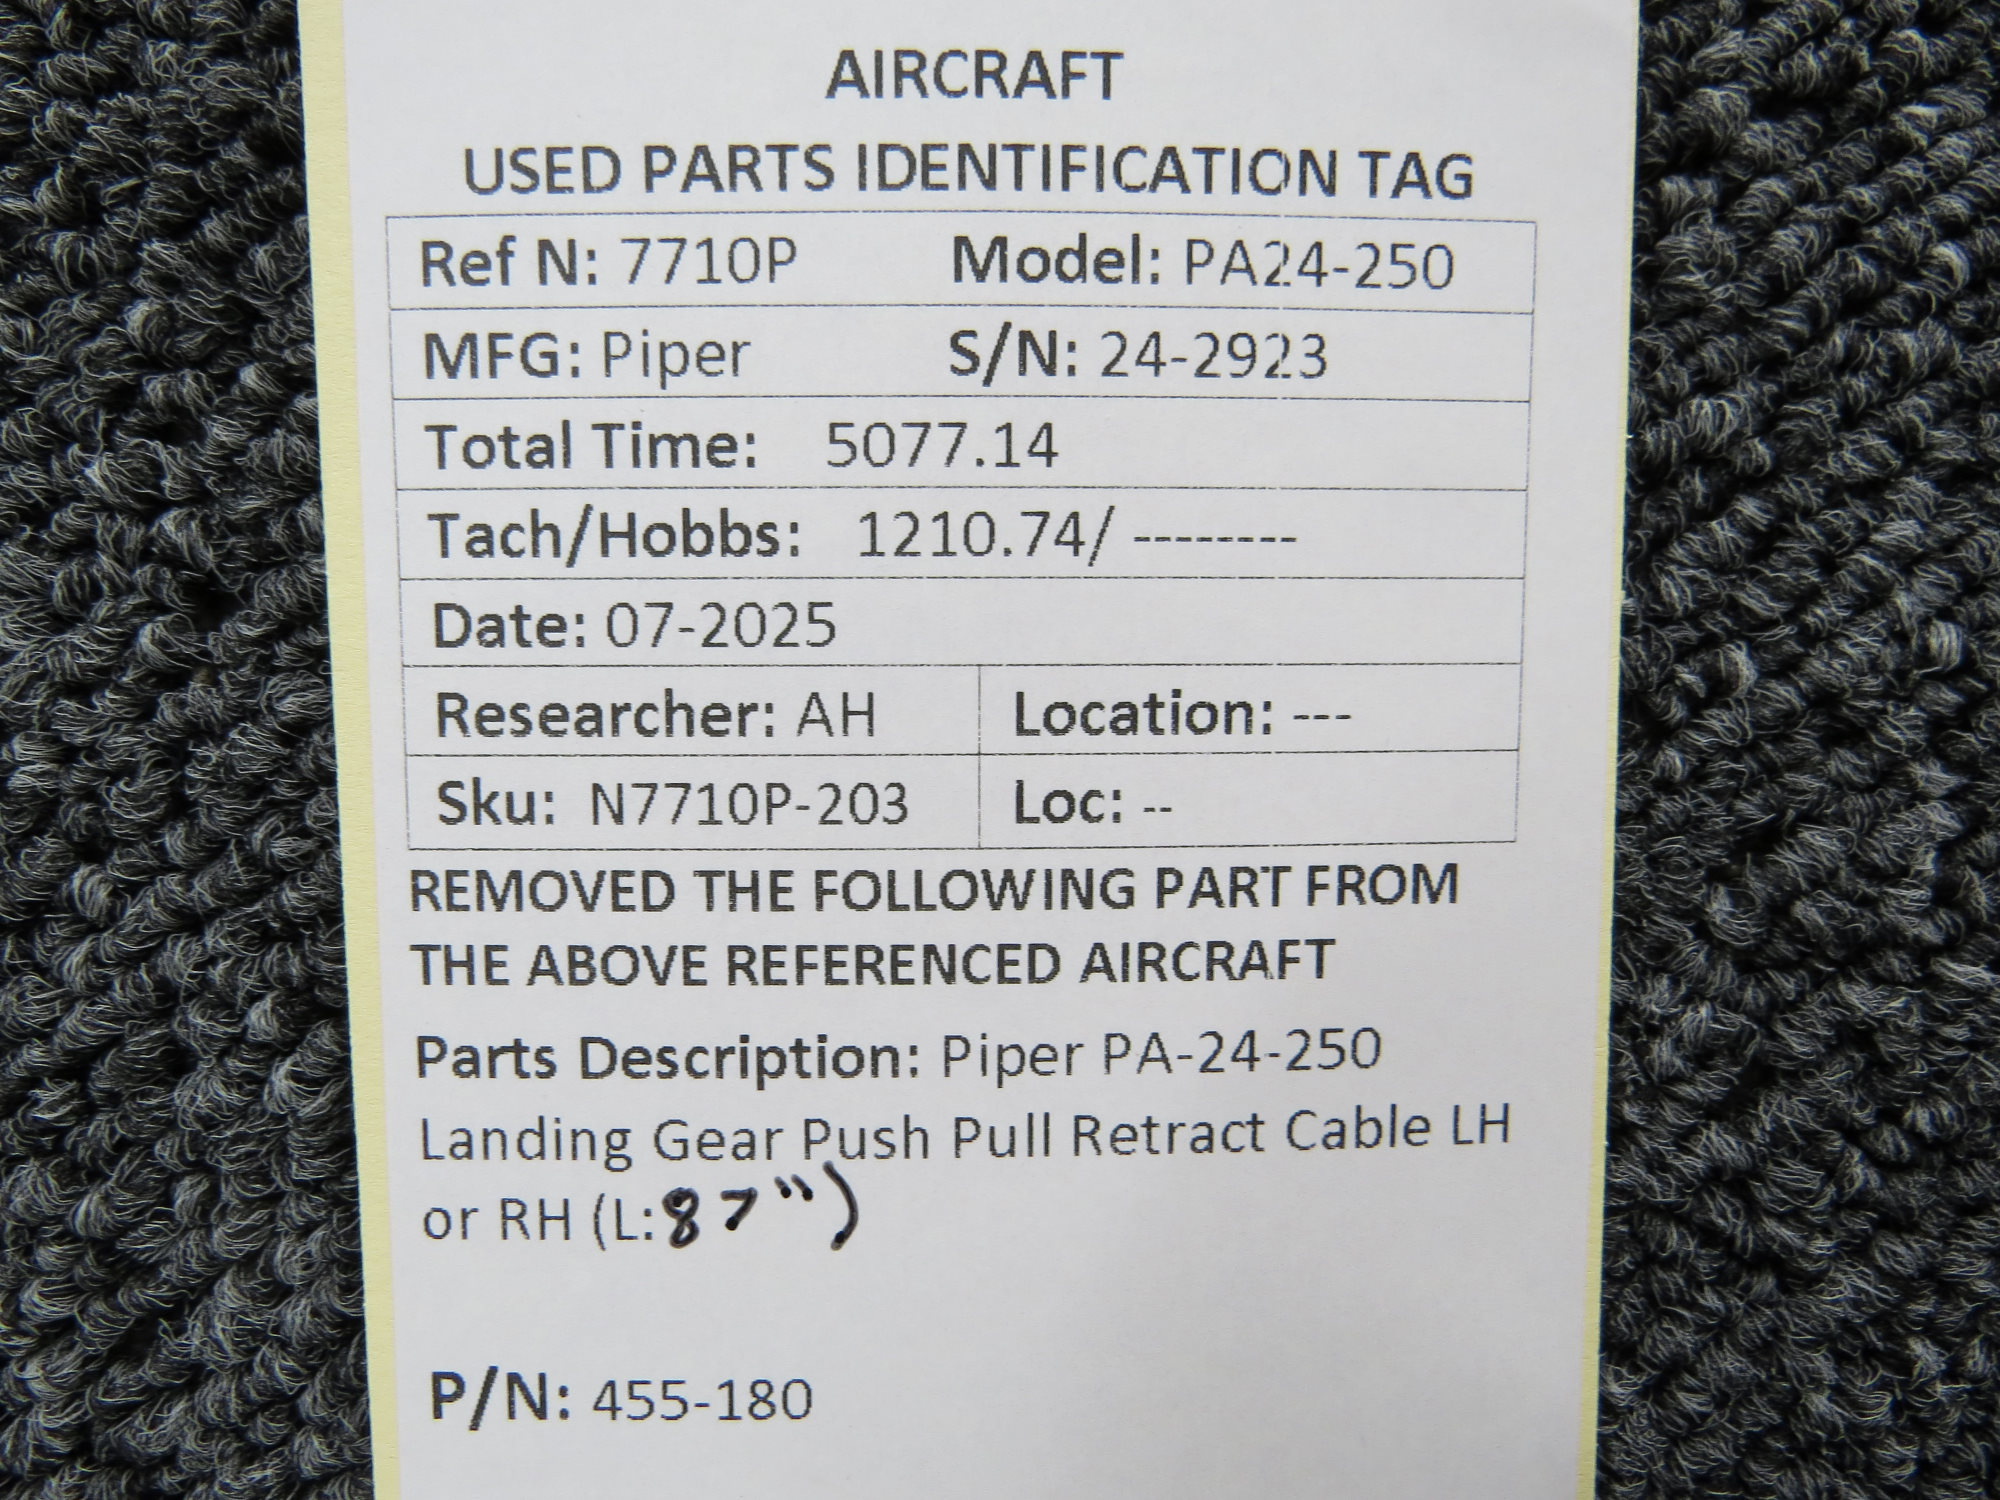 AIRCRAFT
USED PARTS IDENTIFICATION TAG
Ref N: 7710P Model: PA24-250
MFG: Piper S/N: 24-2923
Total Time: 5077.14
Tach/Hobbs: 1210.74/ --------
Date: 07-2025
Researcher: AH Location: ---
Sku: N7710P-203 Loc: --
REMOVED THE FOLLOWING PART FROM
THE ABOVE REFERENCED AIRCRAFT
Parts Description: Piper PA-24-250
Landing Gear Push Pull Retract Cable LH
or RH (L:87")
P/N: 455-180